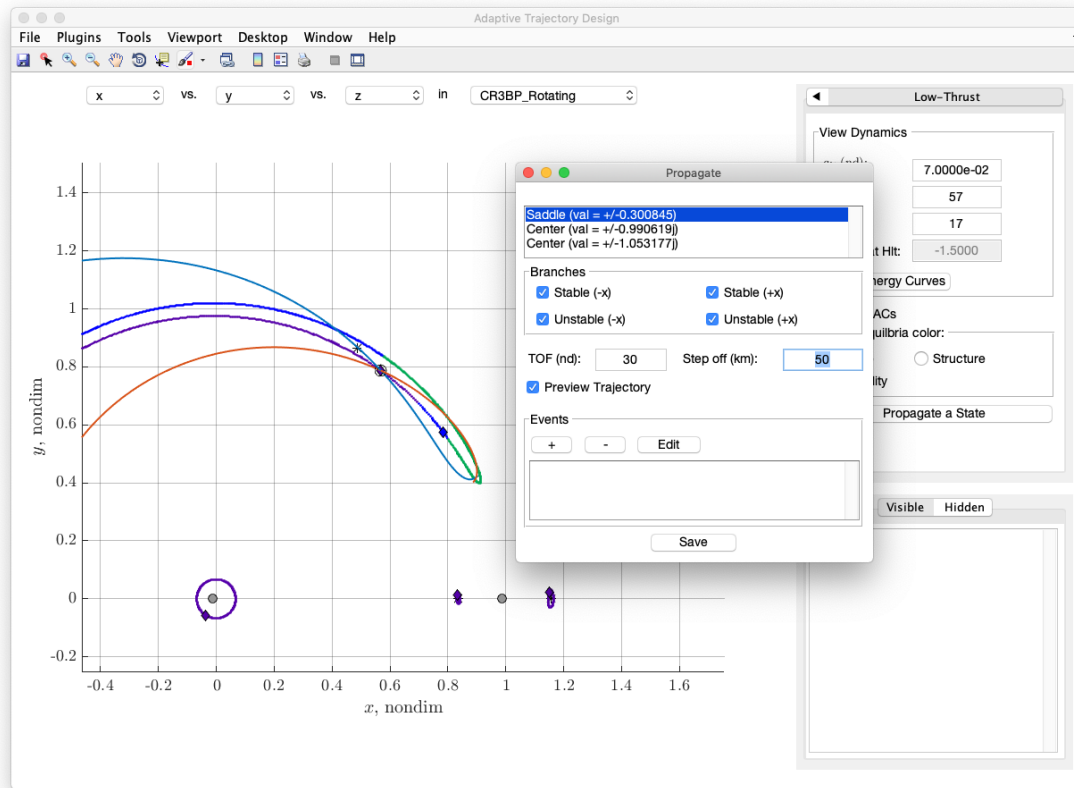 Adaptive Trajectory Design
File Plugins Tools Viewport Desktop Window Help
x vs. y vs. z in CR3BP_Rotating
Low-Thrust
View Dynamics
7.0000e-02
57
17
at Hlt: -1.5000
nergy Curves
ACs
quilbria color:
Structure
lity
Propagate a State
Visible Hidden
Propagate
Saddle (val = +/-0.300845)
Center (val = +/-0.990619j)
Center (val = +/-1.053177j)
Branches
Stable (-x) Stable (+x)
Unstable (-x) Unstable (+x)
TOF (nd): 30 Step off (km): 50
Preview Trajectory
Events
+ - Edit
Save
1.4
1.2
1
0.8
0.6
0.4
0.2
0
-0.2
y, nondim
-0.4 -0.2 0 0.2 0.4 0.6 0.8 1 1.2 1.4 1.6
x, nondim